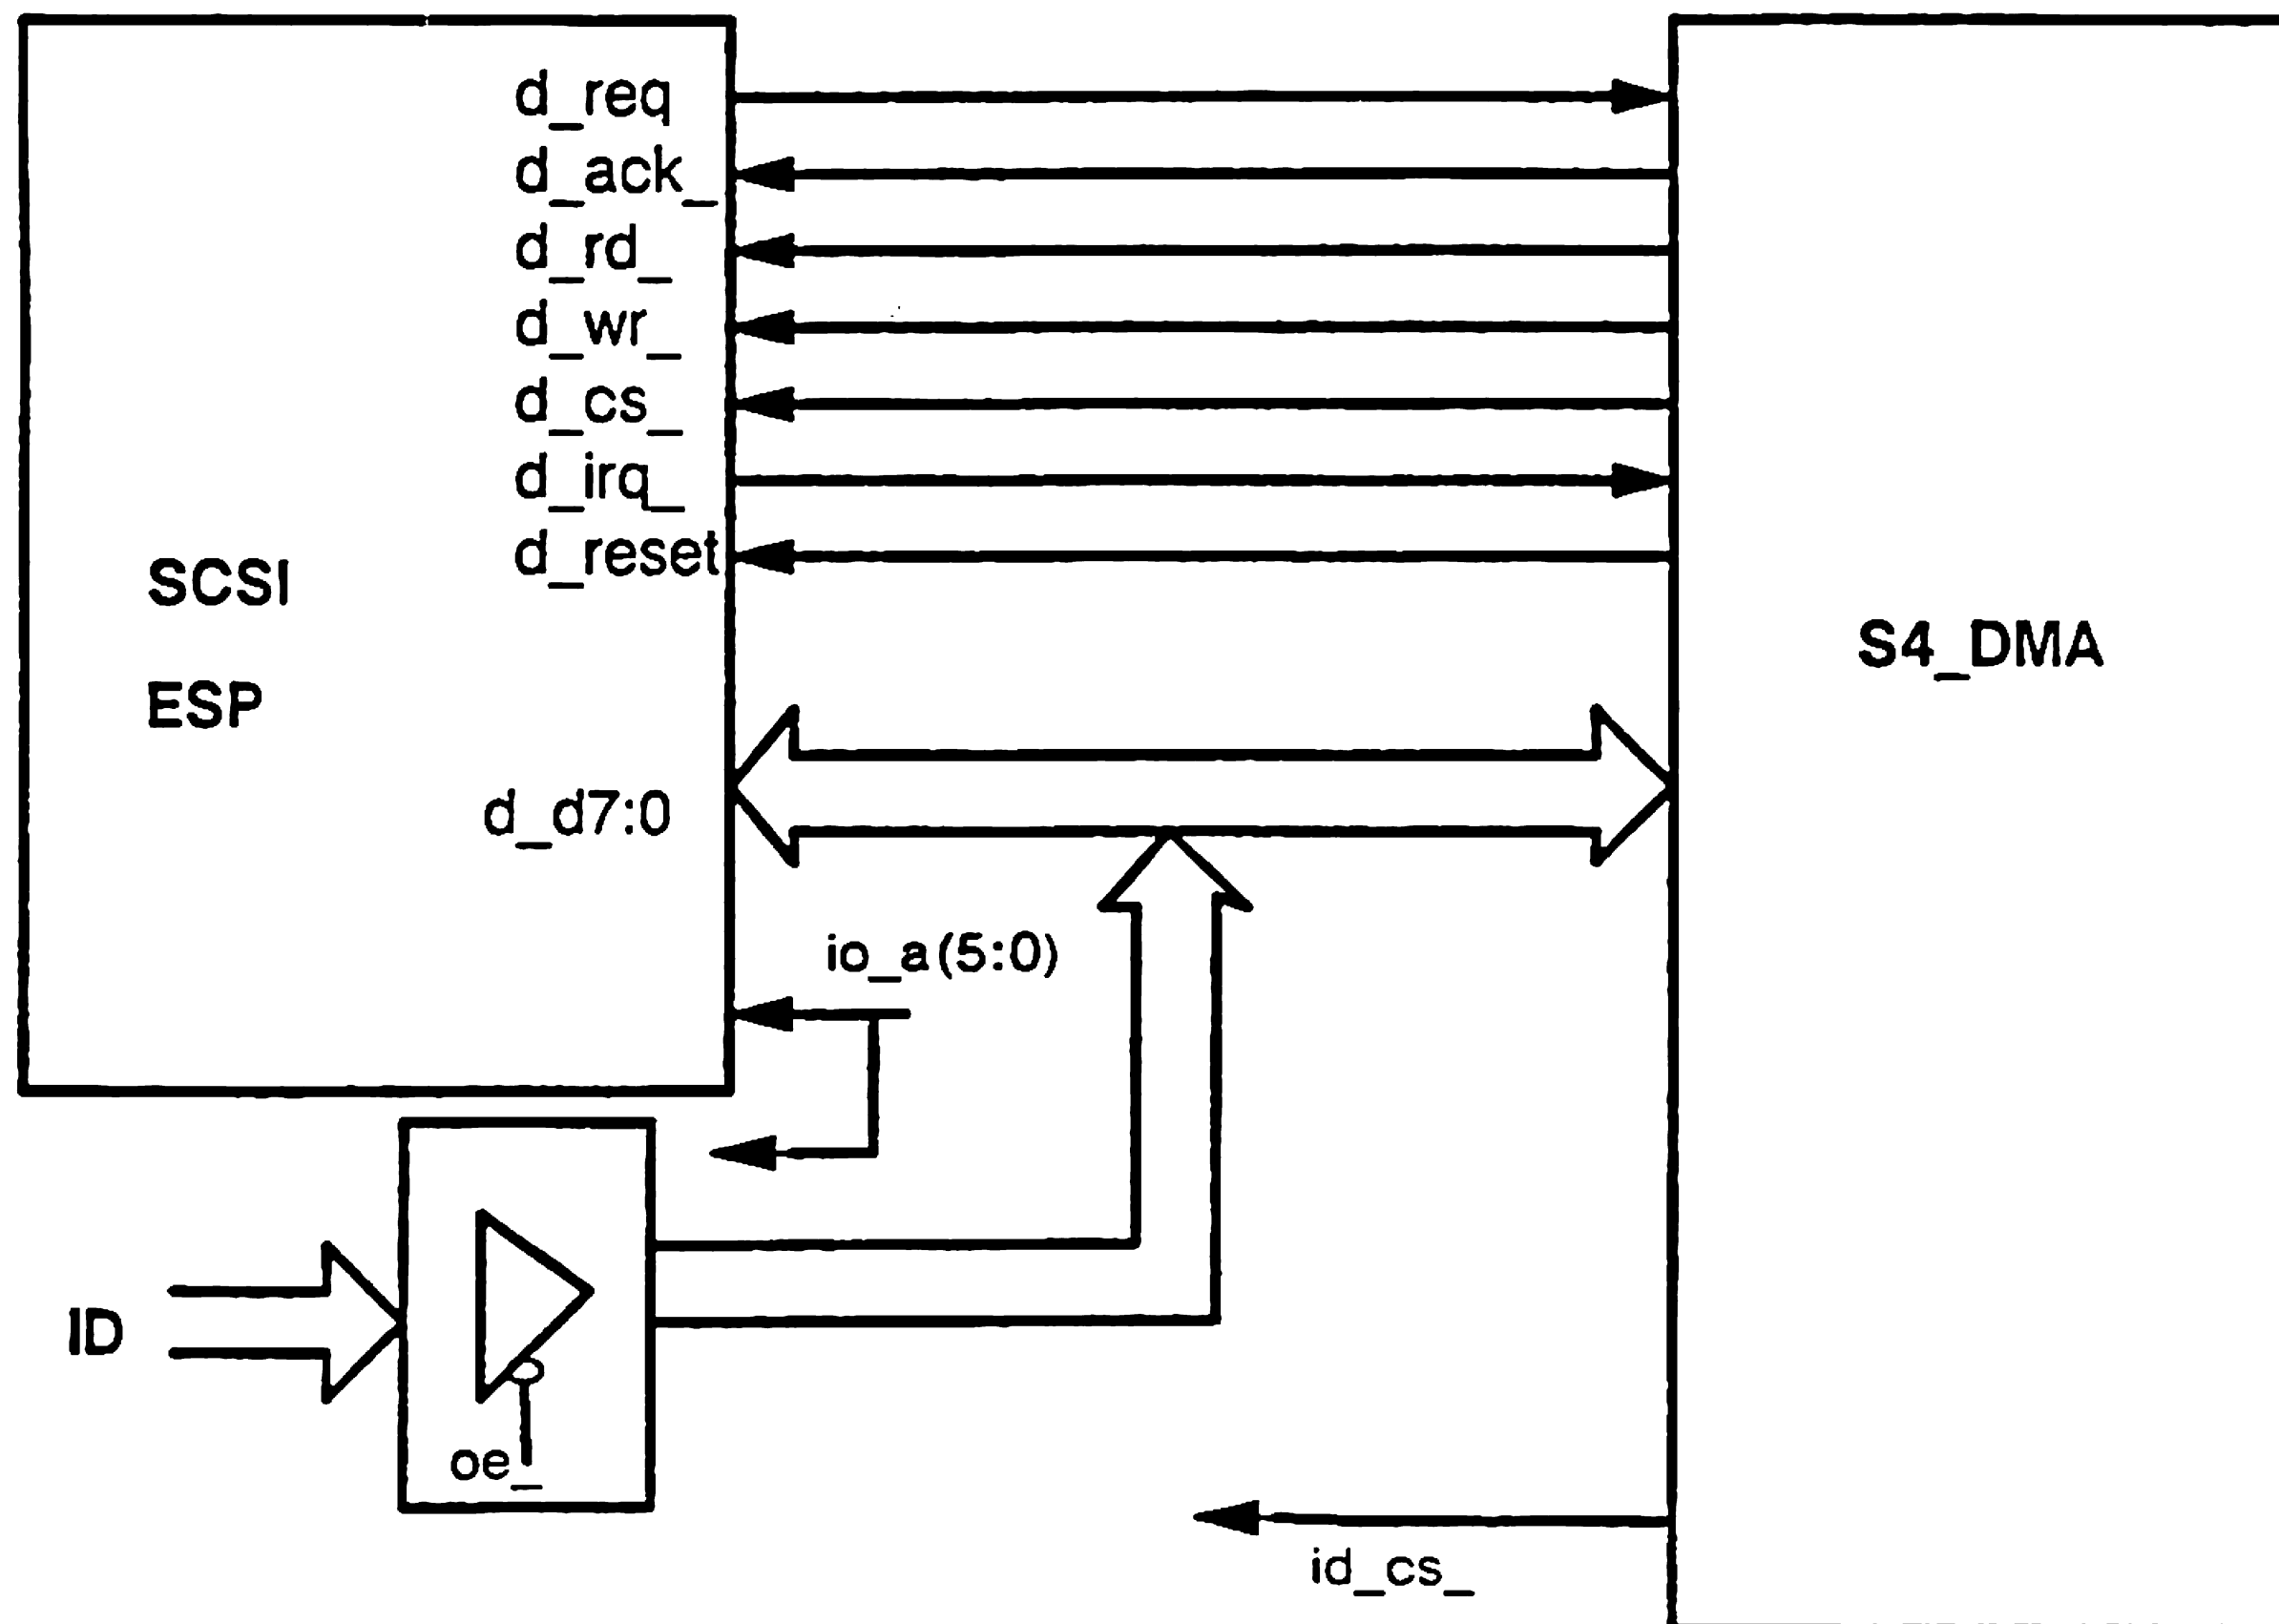 d_req
d_ack_
d_rd_
d_wr_
d_cs_
d_irq_
d_reset
SCSI
ESP
S4_DMA
d_d7:0
io_a(5:0)
ID
oe_
id_cs_